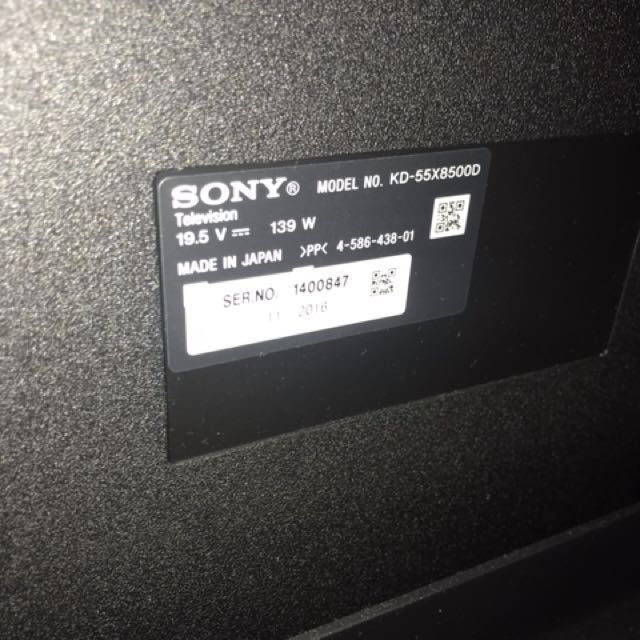 SONY® MODEL NO. KD-55X8500D
Television
19.5 V ⎓ 139 W
MADE IN JAPAN >PP< 4-586-438-01
SER.NO. 1400847
11. 2016